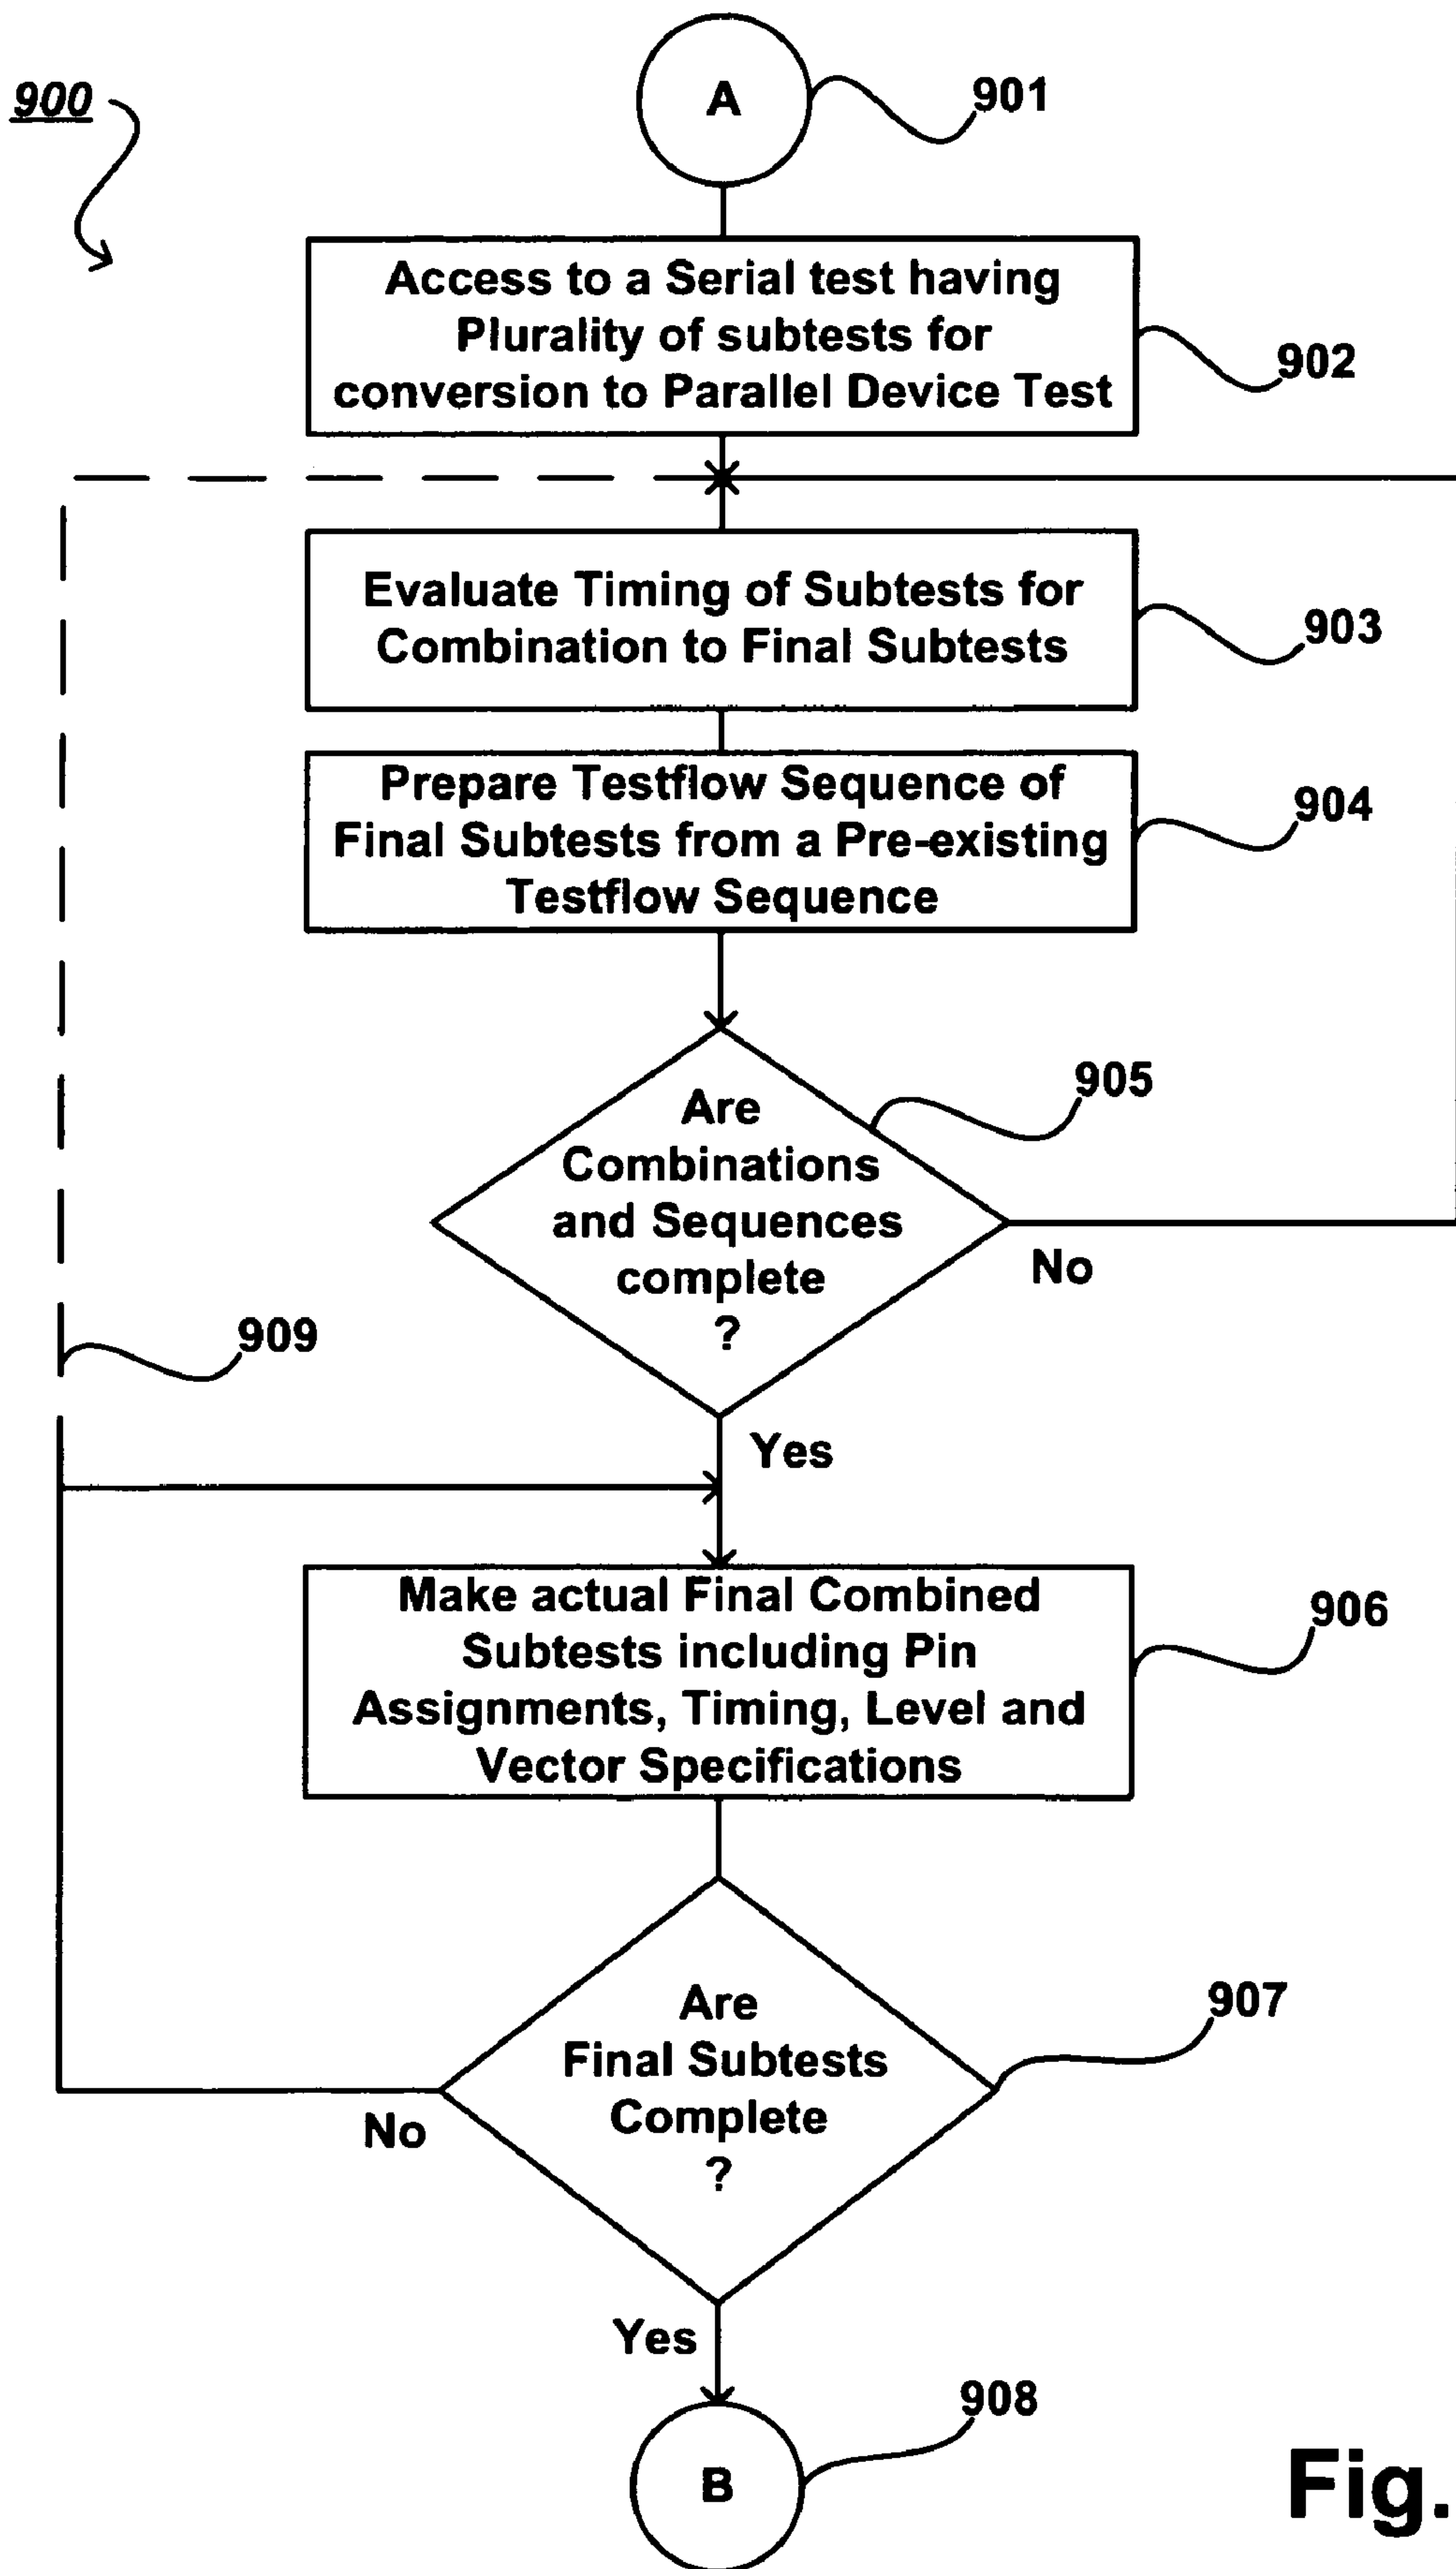 900
A
901
Access to a Serial test having
Plurality of subtests for
conversion to Parallel Device Test
902
Evaluate Timing of Subtests for
Combination to Final Subtests
903
Prepare Testflow Sequence of
Final Subtests from a Pre-existing
Testflow Sequence
904
Are
Combinations
and Sequences
complete
?
905
No
909
Yes
Make actual Final Combined
Subtests including Pin
Assignments, Timing, Level and
Vector Specifications
906
Are
Final Subtests
Complete
?
907
No
Yes
B
908
Fig.